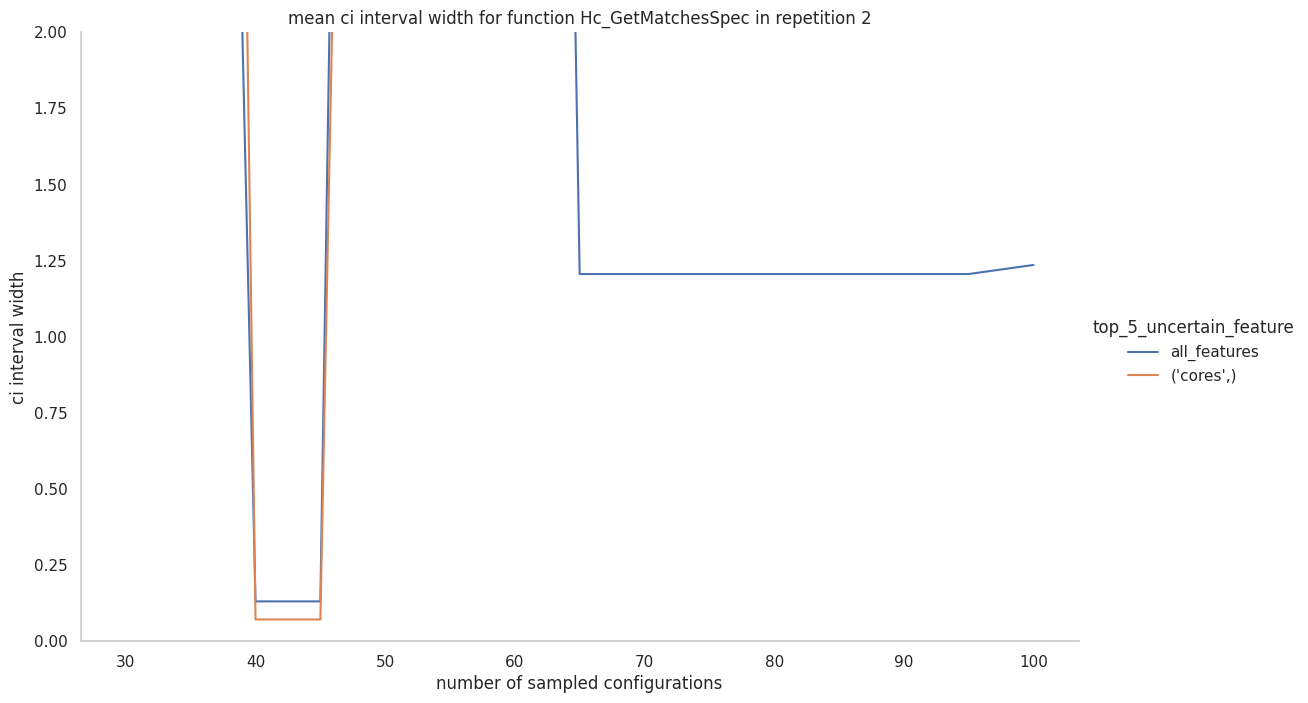 mean ci interval width for function Hc_GetMatchesSpec in repetition 2
2.00
1.75
1.50
1.25
1.00
0.75
0.50
0.25
0.00
ci interval width
30 40 50 60 70 80 90 100
number of sampled configurations
top_5_uncertain_feature
all_features
('cores',)